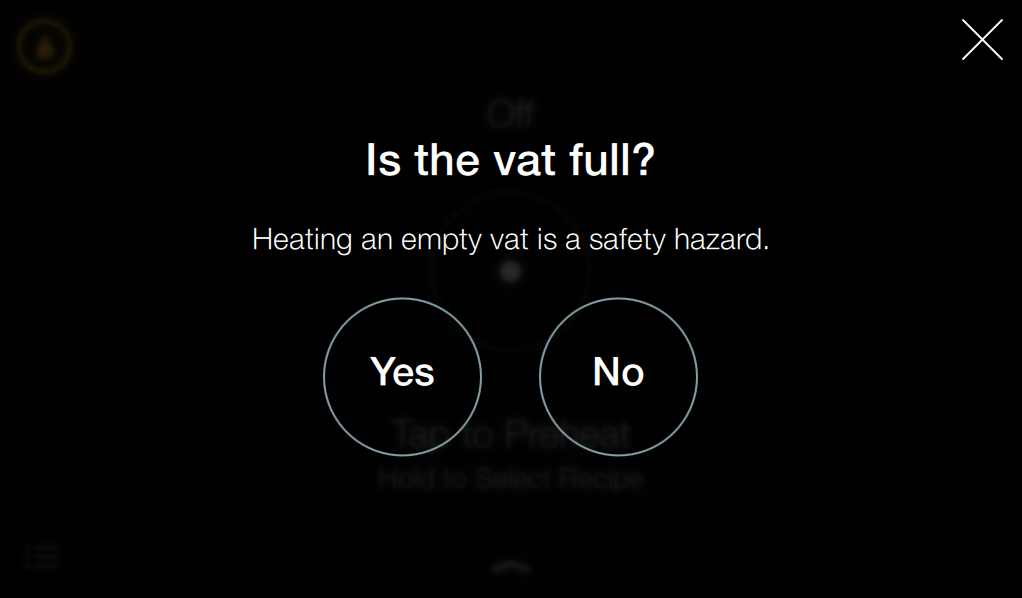 Off
Is the vat full?
Heating an empty vat is a safety hazard.
Yes
No
Tap to Preheat
Hold to Select Recipe